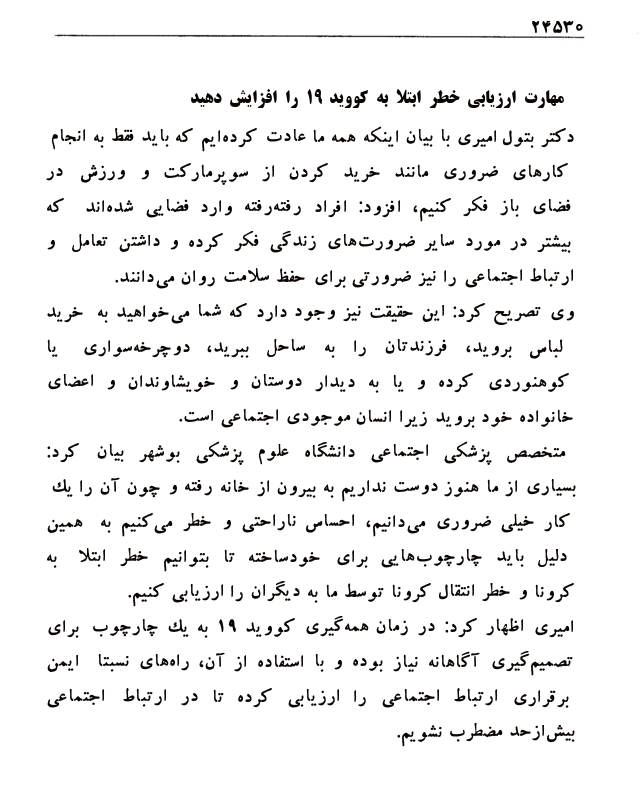 ۲۴۵۳۰
مهارت ارزیابی خطر ابتلا به کووید ۱۹ را افزایش دهید
دکتر بتول امیری با بیان اینکه همه ما عادت کرده‌ایم که باید فقط به انجام
کارهای ضروری مانند خرید کردن از سوپرمارکت و ورزش در
فضای باز فکر کنیم، افزود: افراد رفته‌رفته وارد فضایی شده‌اند که
بیشتر در مورد سایر ضرورت‌های زندگی فکر کرده و داشتن تعامل و
ارتباط اجتماعی را نیز ضرورتی برای حفظ سلامت روان می‌دانند.
وی تصریح کرد: این حقیقت نیز وجود دارد که شما می‌خواهید به خرید
لباس بروید، فرزندتان را به ساحل ببرید، دوچرخه‌سواری یا
کوهنوردی کرده و یا به دیدار دوستان و خویشاوندان و اعضای
خانواده خود بروید زیرا انسان موجودی اجتماعی است.
متخصص پزشکی اجتماعی دانشگاه علوم پزشکی بوشهر بیان کرد:
بسیاری از ما هنوز دوست نداریم به بیرون از خانه رفته و چون آن را یك
کار خیلی ضروری می‌دانیم، احساس ناراحتی و خطر می‌کنیم به همین
دلیل باید چارچوب‌هایی برای خودساخته تا بتوانیم خطر ابتلا به
کرونا و خطر انتقال کرونا توسط ما به دیگران را ارزیابی کنیم.
امیری اظهار کرد: در زمان همه‌گیری کووید ۱۹ به یك چارچوب برای
تصمیم‌گیری آگاهانه نیاز بوده و با استفاده از آن، راه‌های نسبتا ایمن
برقراری ارتباط اجتماعی را ارزیابی کرده تا در ارتباط اجتماعی
بیش‌ازحد مضطرب نشویم.